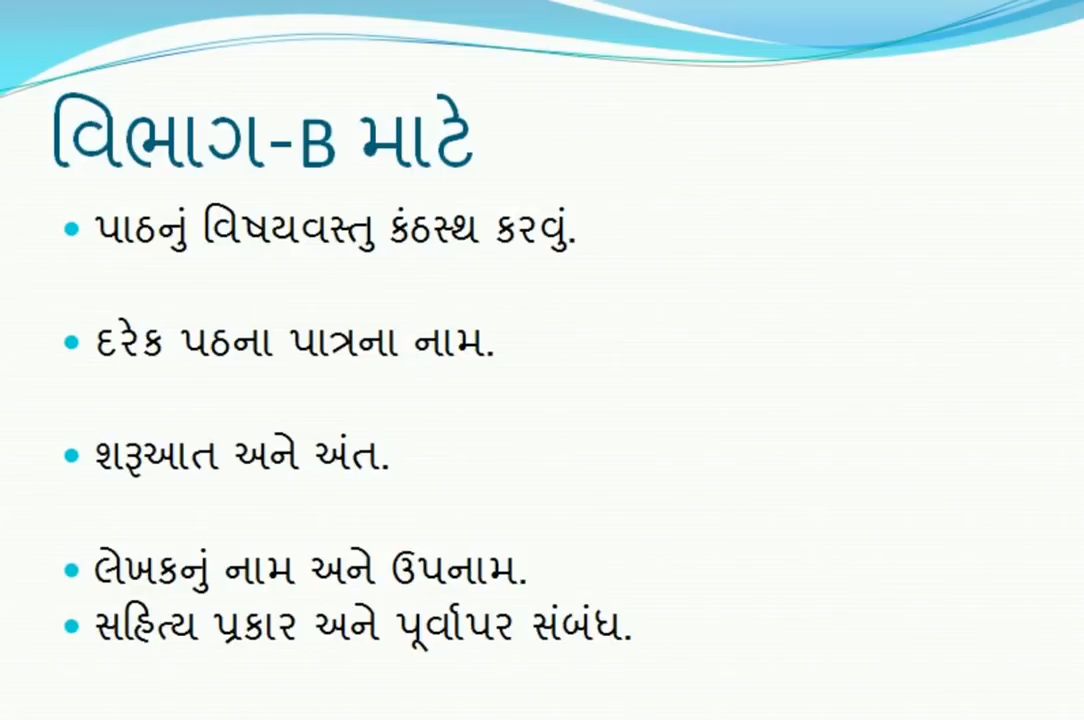 વિભાગ-B માટે
• પાઠનું વિષયવસ્તુ કંઠસ્થ કરવું.
• દરેક પઠના પાત્રના નામ.
• શરૂઆત અને અંત.
• લેખકનું નામ અને ઉપનામ.
• સહિત્ય પ્રકાર અને પૂર્વાપર સંબંધ.